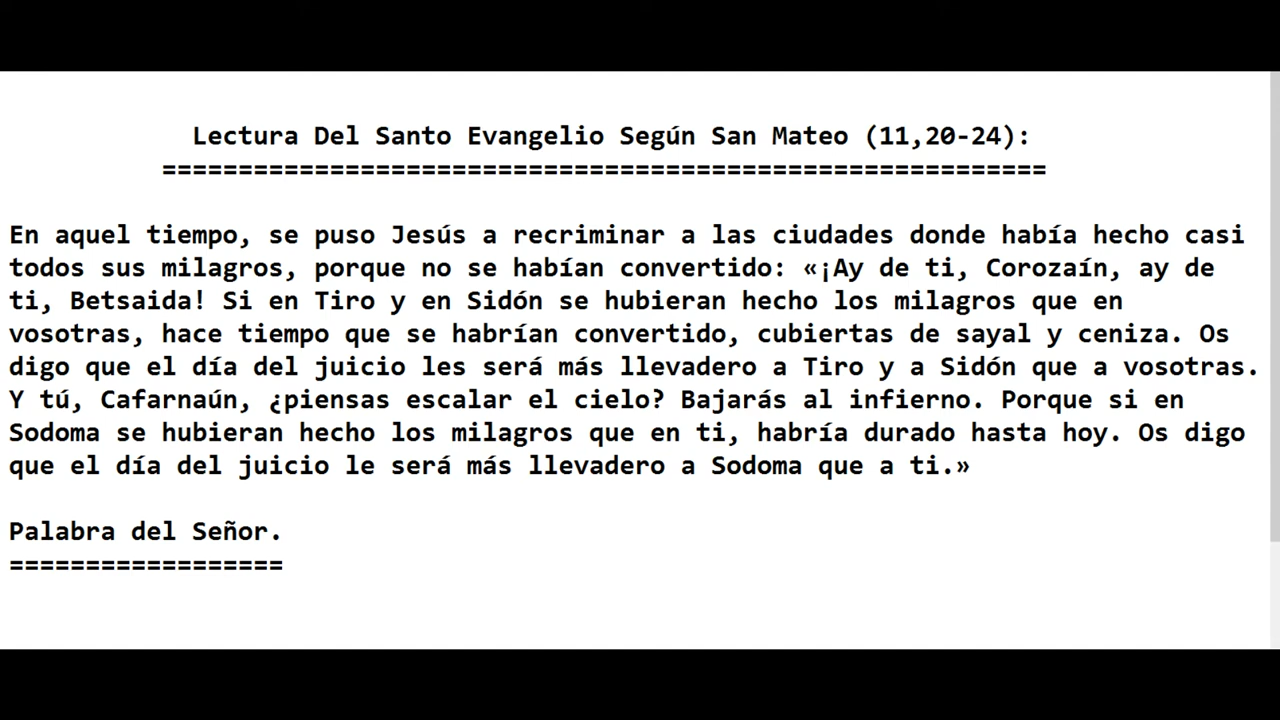 Lectura Del Santo Evangelio Según San Mateo (11,20-24):
==========================================================
En aquel tiempo, se puso Jesús a recriminar a las ciudades donde había hecho casi
todos sus milagros, porque no se habían convertido: «¡Ay de ti, Corozaín, ay de
ti, Betsaida! Si en Tiro y en Sidón se hubieran hecho los milagros que en
vosotras, hace tiempo que se habrían convertido, cubiertas de sayal y ceniza. Os
digo que el día del juicio les será más llevadero a Tiro y a Sidón que a vosotras.
Y tú, Cafarnaún, ¿piensas escalar el cielo? Bajarás al infierno. Porque si en
Sodoma se hubieran hecho los milagros que en ti, habría durado hasta hoy. Os digo
que el día del juicio le será más llevadero a Sodoma que a ti.»
Palabra del Señor.
==================